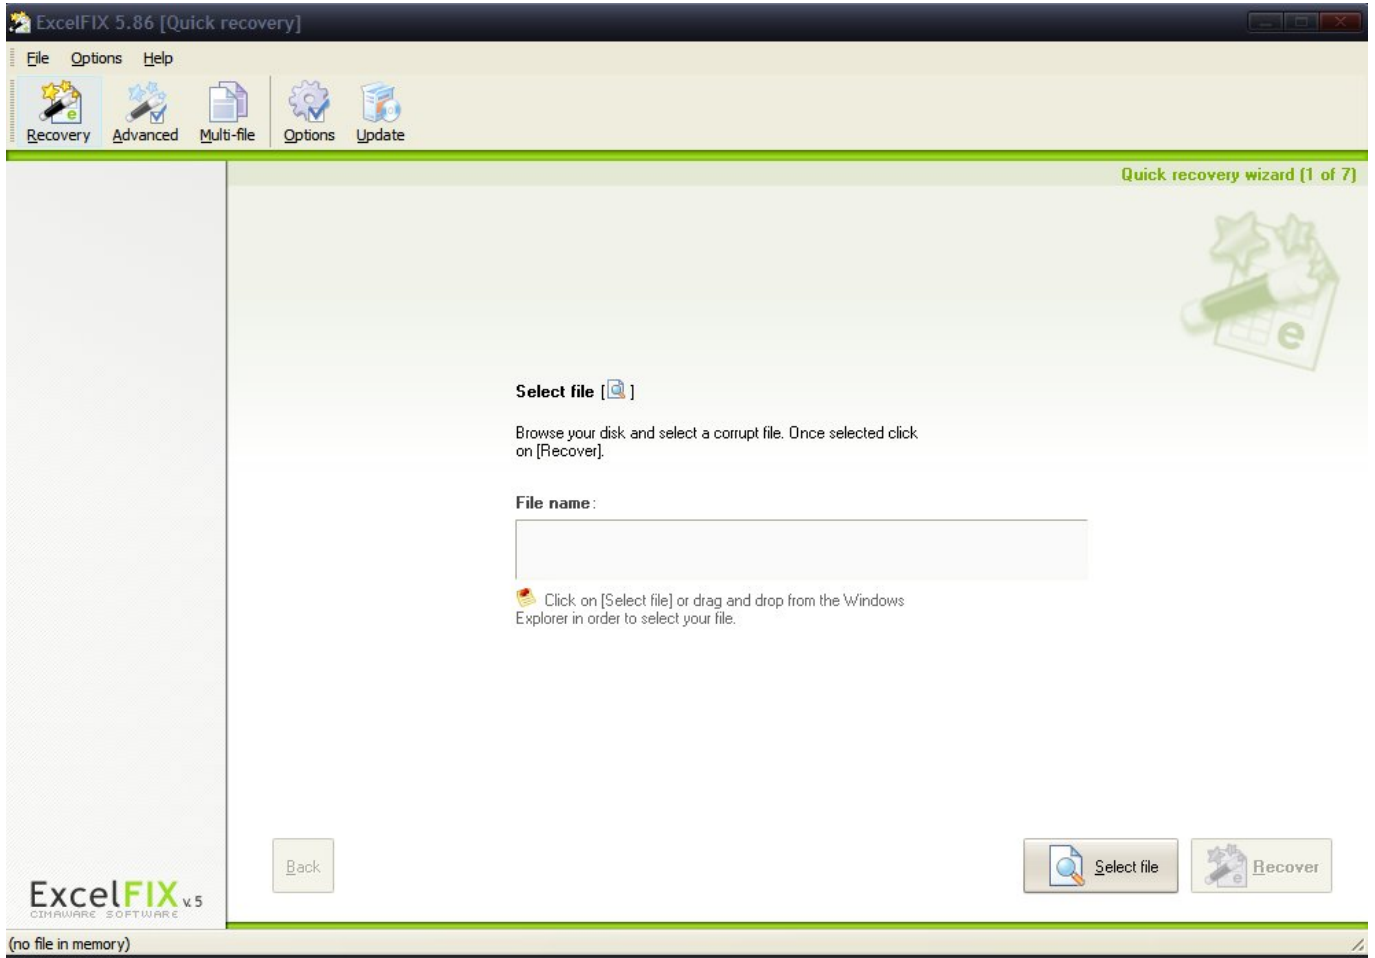 ExcelFIX 5.86 [Quick recovery]
File Options Help
Recovery Advanced Multi-file Options Update
Quick recovery wizard (1 of 7)
e
Select file [ ]
Browse your disk and select a corrupt file. Once selected click
on [Recover].
File name:
Click on [Select file] or drag and drop from the Windows
Explorer in order to select your file.
Back
Select file
Recover
ExcelFIX v.5
CIMAWARE SOFTWARE
(no file in memory)